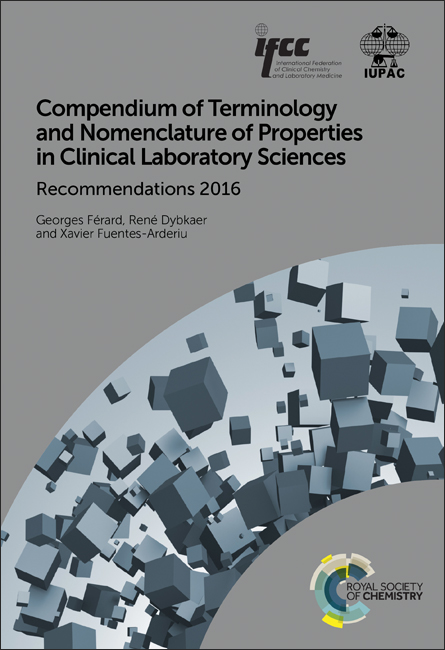 ifcc
International Federation
of Clinical Chemistry
and Laboratory Medicine
IUPAC
Compendium of Terminology
and Nomenclature of Properties
in Clinical Laboratory Sciences
Recommendations 2016
Georges Férard, René Dybkaer
and Xavier Fuentes-Arderiu
ROYAL SOCIETY
OF CHEMISTRY